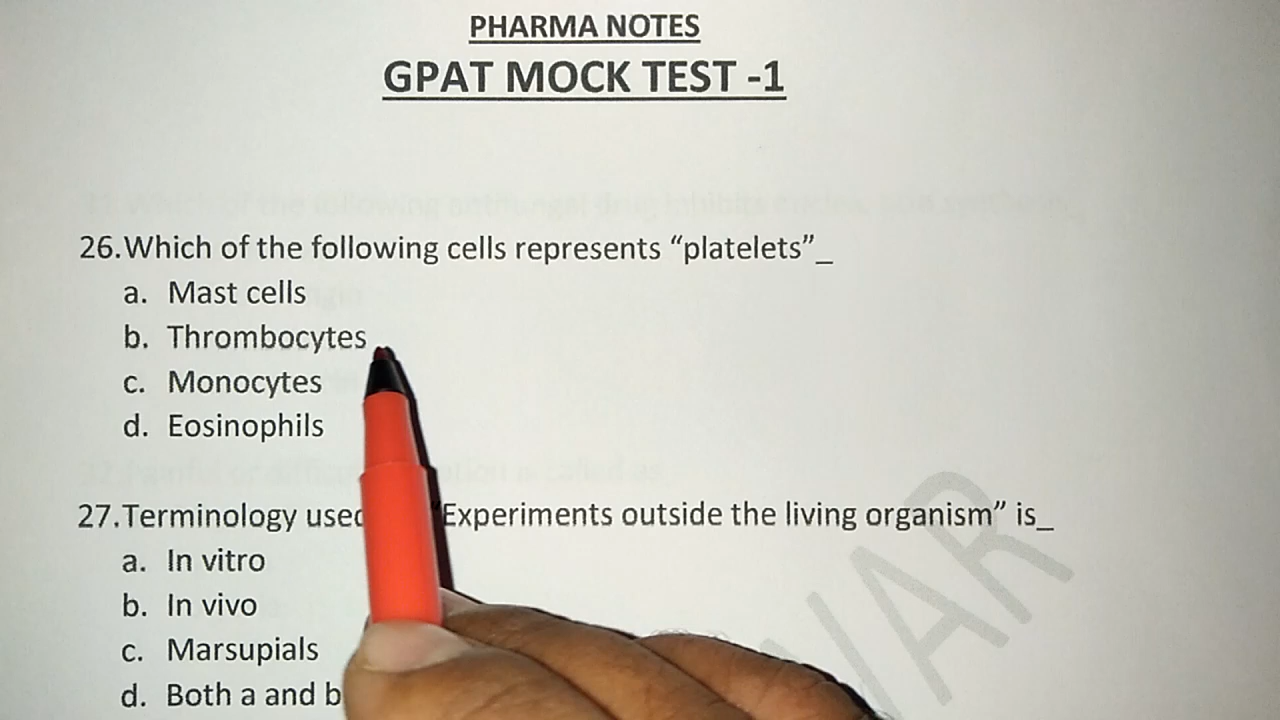 PHARMA NOTES
GPAT MOCK TEST -1
26.Which of the following cells represents “platelets”_
a. Mast cells
b. Thrombocytes
c. Monocytes
d. Eosinophils
27.Terminology used “Experiments outside the living organism” is_
a. In vitro
b. In vivo
c. Marsupials
d. Both a and b